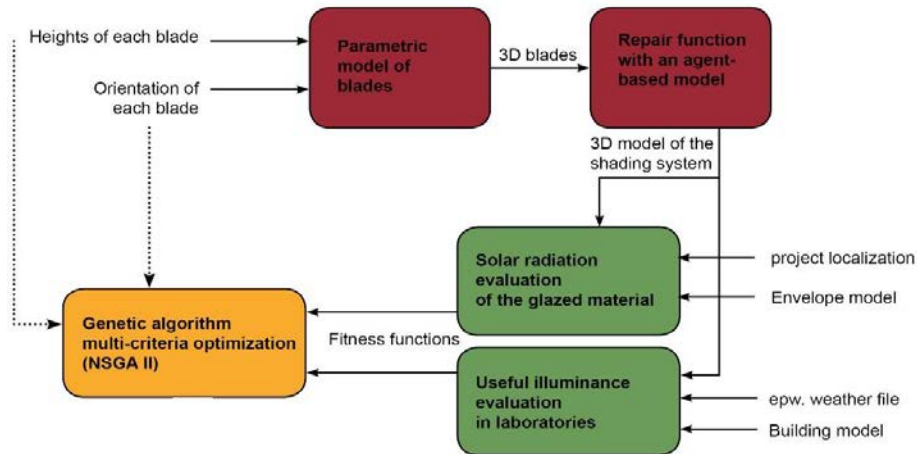 Heights of each blade
Orientation of
each blade
Parametric
model of
blades
3D blades
Repair function
with an agent-
based model
3D model of the
shading system
Solar radiation
evaluation
of the glazed material
project localization
Envelope model
Genetic algorithm
multi-criteria optimization
(NSGA II)
Fitness functions
Useful illuminance
evaluation
in laboratories
epw. weather file
Building model